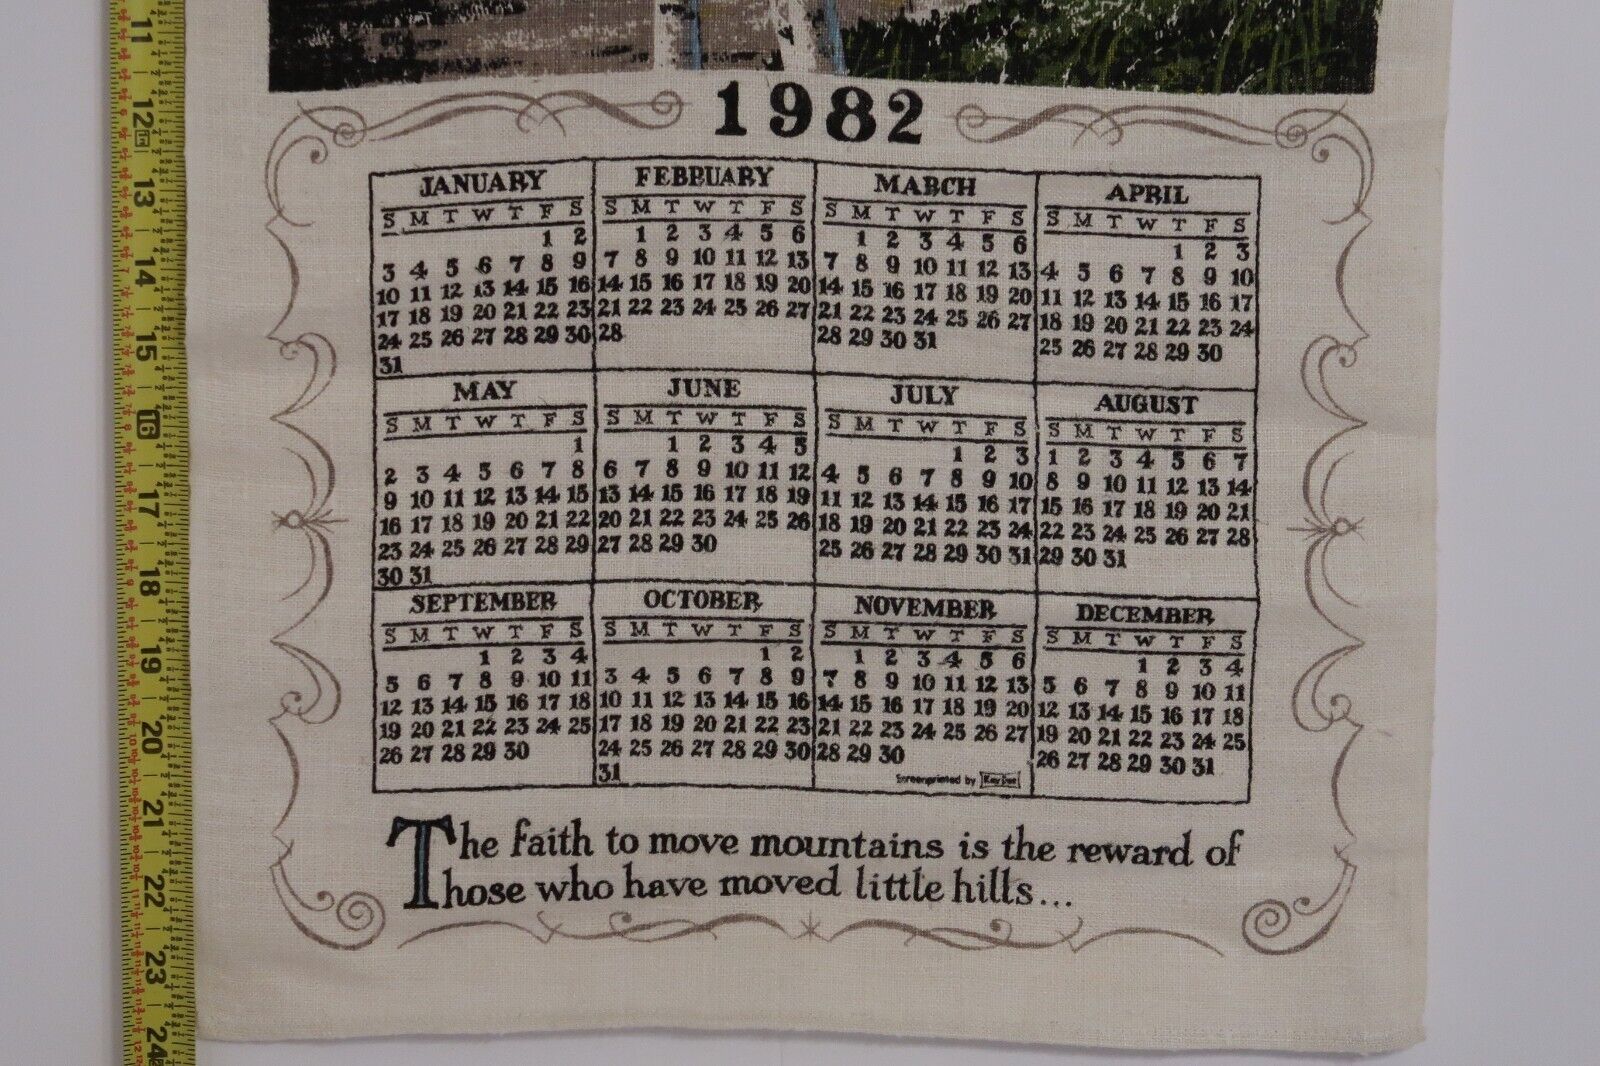 1982
JANUARY
S M T W T F S
1 2
3 4 5 6 7 8 9
10 11 12 13 14 15 16
17 18 19 20 21 22 23
24 25 26 27 28 29 30
31
FEBRUARY
S M T W T F S
1 2 3 4 5 6
7 8 9 10 11 12 13
14 15 16 17 18 19 20
21 22 23 24 25 26 27
28
MARCH
S M T W T F S
1 2 3 4 5 6
7 8 9 10 11 12 13
14 15 16 17 18 19 20
21 22 23 24 25 26 27
28 29 30 31
APRIL
S M T W T F S
1 2 3
4 5 6 7 8 9 10
11 12 13 14 15 16 17
18 19 20 21 22 23 24
25 26 27 28 29 30
MAY
S M T W T F S
1
2 3 4 5 6 7 8
9 10 11 12 13 14 15
16 17 18 19 20 21 22
23 24 25 26 27 28 29
30 31
JUNE
S M T W T F S
1 2 3 4 5
6 7 8 9 10 11 12
13 14 15 16 17 18 19
20 21 22 23 24 25 26
27 28 29 30
JULY
S M T W T F S
1 2 3
4 5 6 7 8 9 10
11 12 13 14 15 16 17
18 19 20 21 22 23 24
25 26 27 28 29 30 31
AUGUST
S M T W T F S
1 2 3 4 5 6 7
8 9 10 11 12 13 14
15 16 17 18 19 20 21
22 23 24 25 26 27 28
29 30 31
SEPTEMBER
S M T W T F S
1 2 3 4
5 6 7 8 9 10 11
12 13 14 15 16 17 18
19 20 21 22 23 24 25
26 27 28 29 30
OCTOBER
S M T W T F S
1 2
3 4 5 6 7 8 9
10 11 12 13 14 15 16
17 18 19 20 21 22 23
24 25 26 27 28 29 30
31
NOVEMBER
S M T W T F S
1 2 3 4 5 6
7 8 9 10 11 12 13
14 15 16 17 18 19 20
21 22 23 24 25 26 27
28 29 30
Screenprinted by
DECEMBER
S M T W T F S
1 2 3 4
5 6 7 8 9 10 11
12 13 14 15 16 17 18
19 20 21 22 23 24 25
26 27 28 29 30 31
The faith to move mountains is the reward of
Those who have moved little hills...
11
12
13
14
15
16
17
18
19
20
21
22
23
24